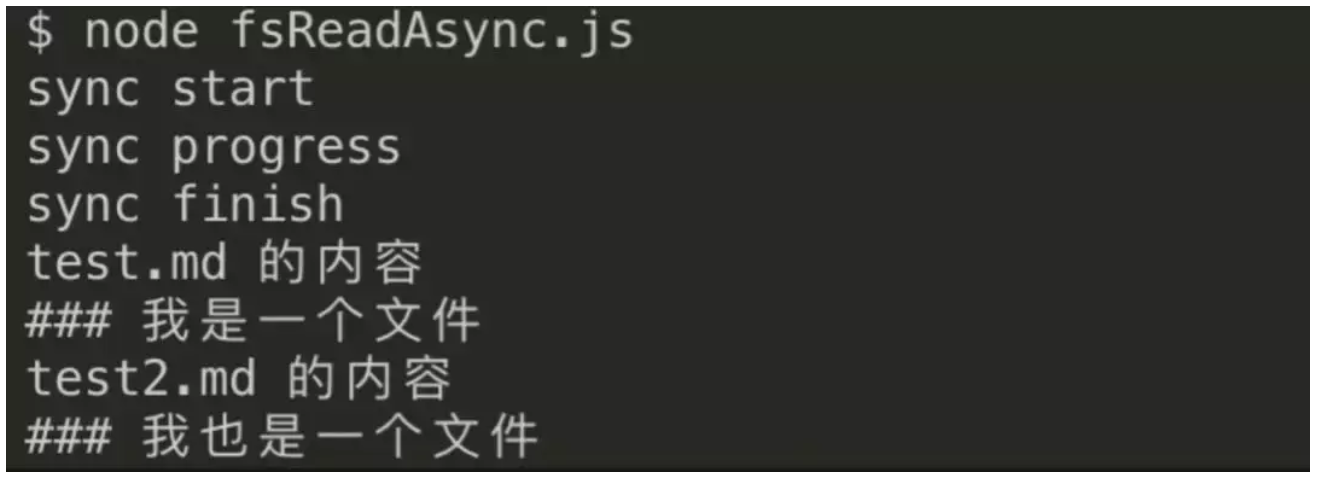 $ node fsReadAsync.js
sync start
sync progress
sync finish
test.md 的内容
### 我是一个文件
test2.md 的内容
### 我也是一个文件